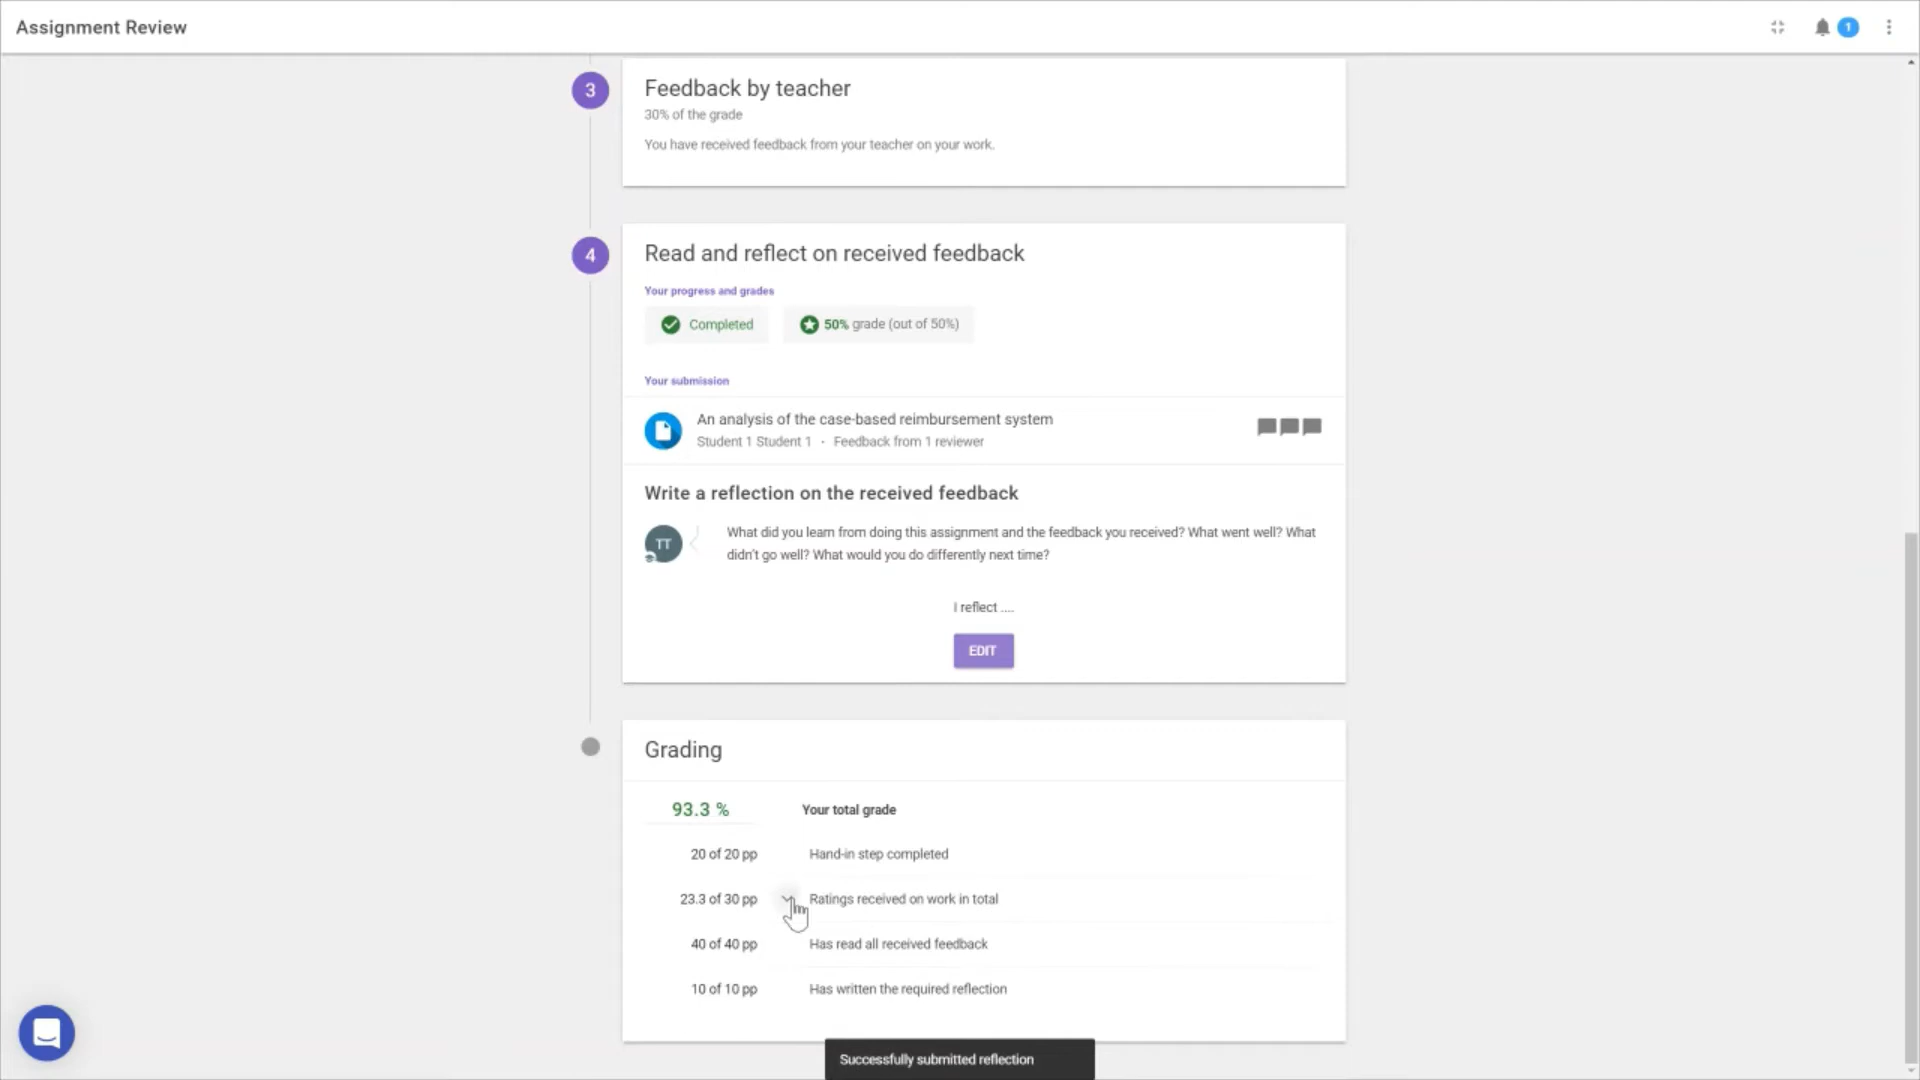 Assignment Review
1
3
Feedback by teacher
30% of the grade
You have received feedback from your teacher on your work.
4
Read and reflect on received feedback
Your progress and grades
Completed
50% grade (out of 50%)
Your submission
An analysis of the case-based reimbursement system
Student 1 Student 1 · Feedback from 1 reviewer
Write a reflection on the received feedback
TT
What did you learn from doing this assignment and the feedback you received? What went well? What
didn't go well? What would you do differently next time?
I reflect ....
EDIT
Grading
93.3 % Your total grade
20 of 20 pp Hand-in step completed
23.3 of 30 pp Ratings received on work in total
40 of 40 pp Has read all received feedback
10 of 10 pp Has written the required reflection
Successfully submitted reflection